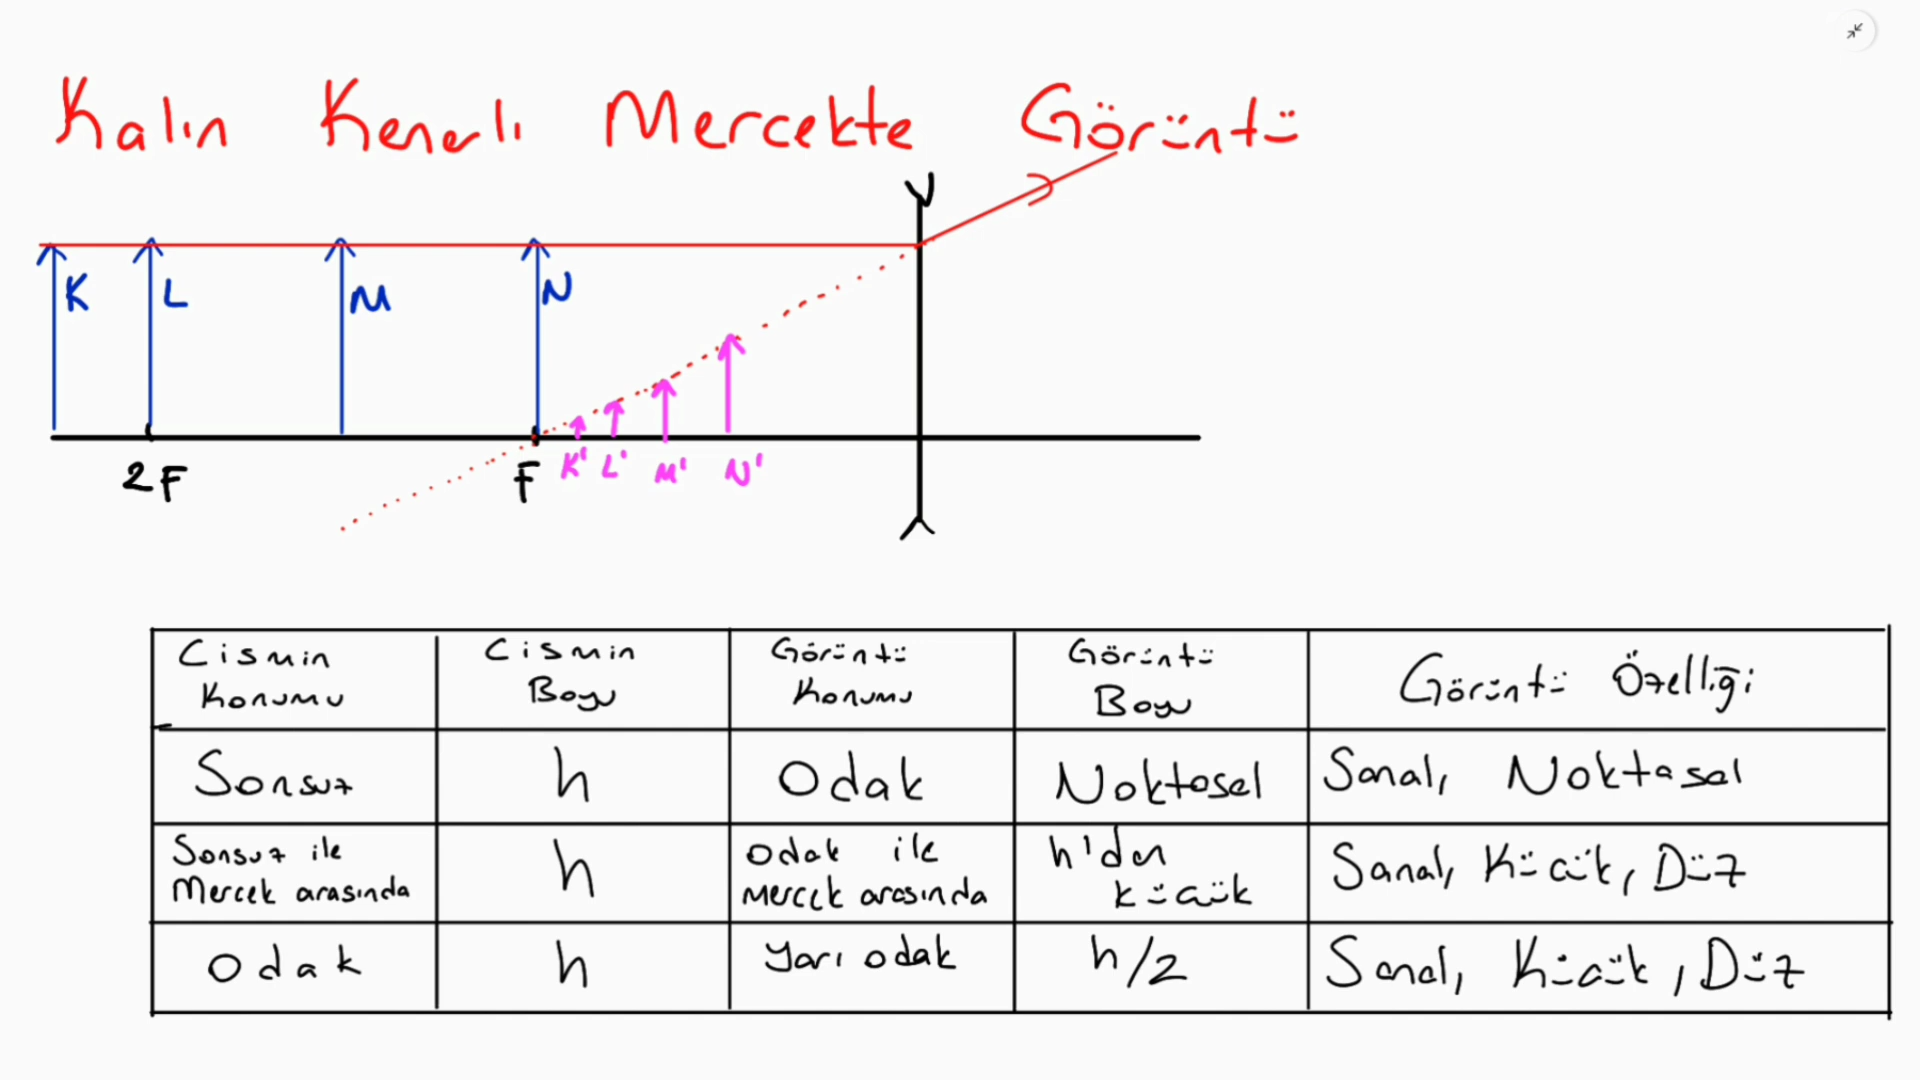 Kalın Kenarlı Mercekte Görüntü
K L M N
2F F K' L' M' N'
Cismin Konumu
Cismin Boyu
Görüntü Konumu
Görüntü Boyu
Görüntü Özelliği
Sonsuz
h
Odak
Noktasal
Sanal, Noktasal
Sonsuz ile
Mercek arasında
h
Odak ile
Mercek arasında
h'dan
küçük
Sanal, Küçük, Düz
Odak
h
Yarı odak
h/2
Sanal, Küçük, Düz